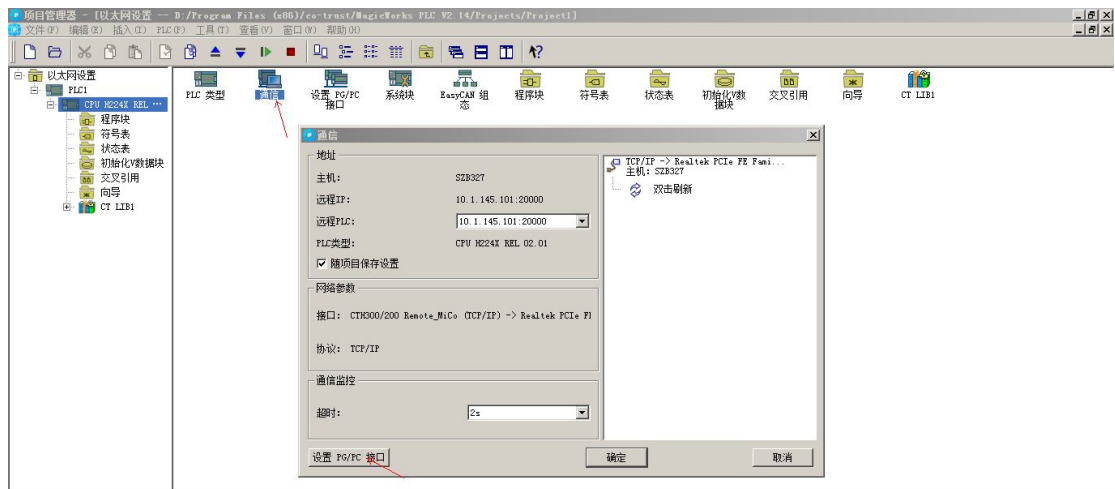 项目管理器 - [以太网设置 -- D:/Program Files (x86)/co-trust/MagicWorks PLC V2.14/Projects/Project1]
文件(F) 编辑(E) 插入(I) PLC(P) 工具(T) 查看(V) 窗口(W) 帮助(H)
以太网设置
PLC1
CPU H224X REL ...
程序块
符号表
状态表
初始化V数据块
交叉引用
向导
CT LIB1
PLC 类型
通信
设置 PG/PC 接口
系统块
EasyCAN 组态
程序块
符号表
状态表
初始化V数据块
交叉引用
向导
CT LIB1
通信
地址
主机: SZB327
远程IP: 10.1.145.101:20000
远程PLC: 10.1.145.101:20000
PLC类型: CPU H224X REL 02.01
随项目保存设置
网络参数
接口: CTH300/200 Remote_MiCo (TCP/IP) -> Realtek PCIe FE
协议: TCP/IP
通信监控
超时: 2s
TCP/IP -> Realtek PCIe FE Fami...
主机: SZB327
双击刷新
设置 PG/PC 接口
确定
取消